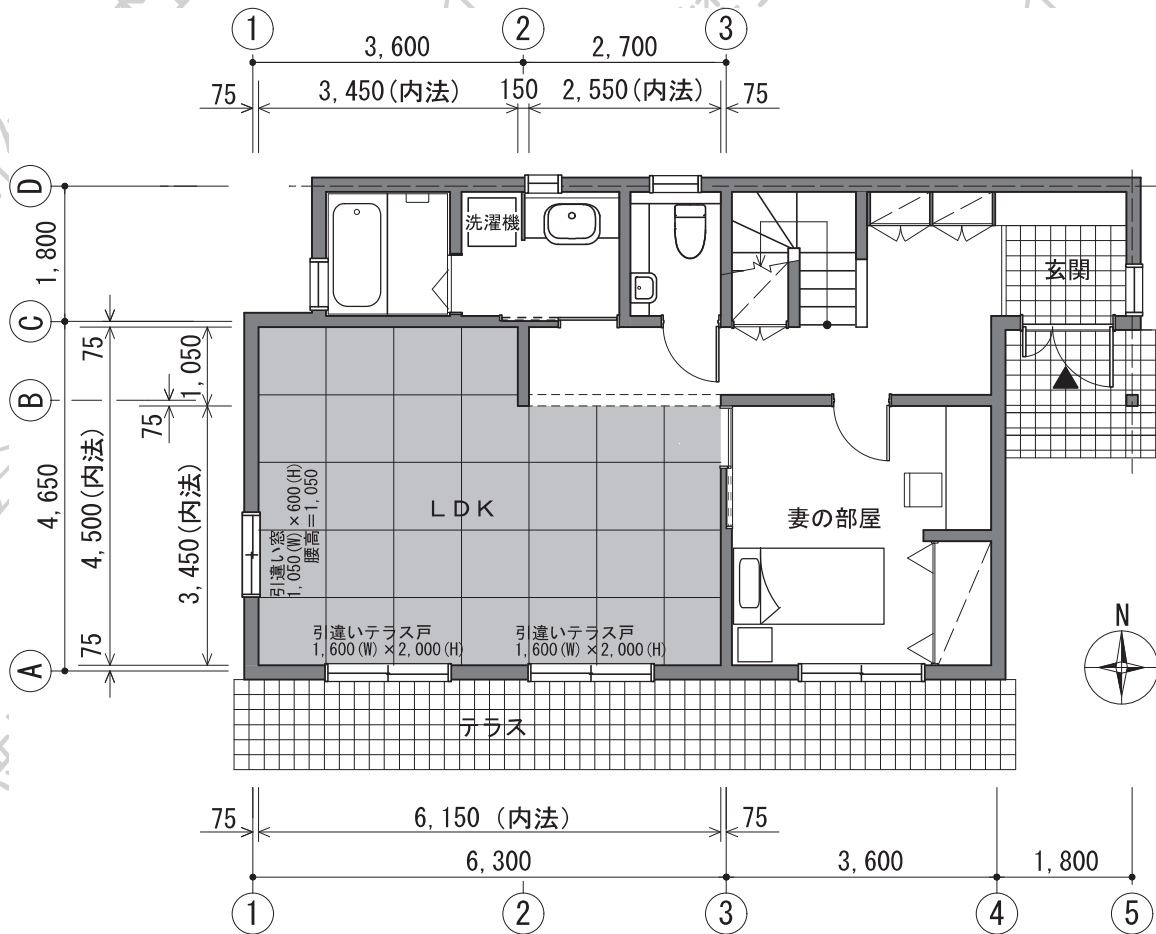 ① ② ③
3,600 2,700
75 3,450(内法) 150 2,550(内法) 75
D
1,800
C
75
1,050
B
75
4,650
4,500(内法)
3,450(内法)
75
A
洗濯機
玄関
LDK
妻の部屋
引違い窓
1,050(W)×600(H)
腰高=1,050
引違いテラス戸
1,600(W)×2,000(H)
引違いテラス戸
1,600(W)×2,000(H)
N
テラス
75 6,150 (内法) 75
6,300 3,600 1,800
① ② ③ ④ ⑤